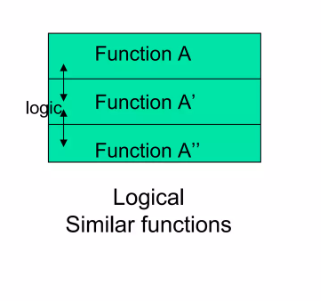 Function A
logic
Function A’
Function A’’
Logical
Similar functions